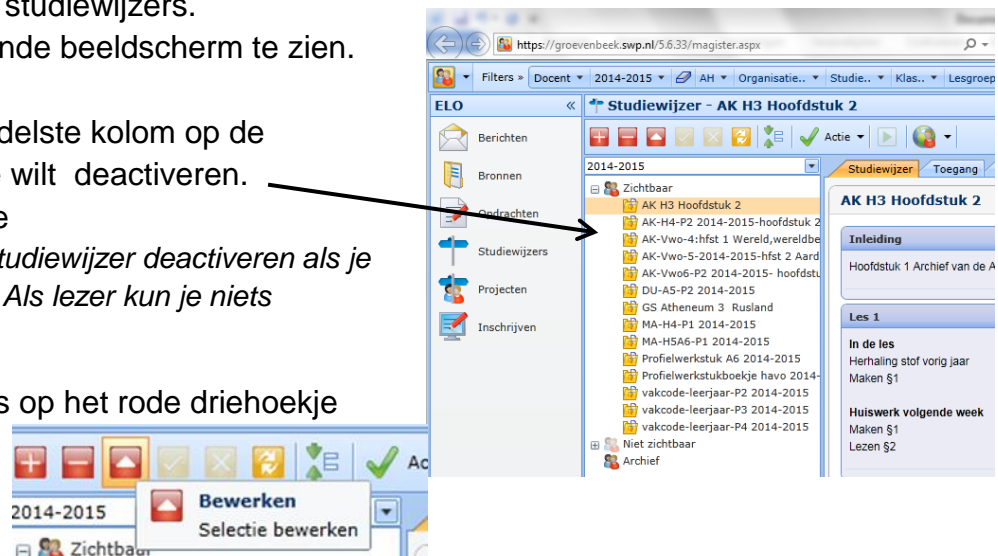 studiewijzers.
nde beeldscherm te zien.
delste kolom op de
wilt deactiveren.
e
tudiewijzer deactiveren als je
Als lezer kun je niets
s op het rode driehoekje
https://groevenbeek.swp.nl/5.6.33/magister.aspx
Filters » Docent 2014-2015 AH Organisatie.. Studie.. Klas.. Lesgroep
ELO «
Berichten
Bronnen
Opdrachten
Studiewijzers
Projecten
Inschrijven
Studiewijzer - AK H3 Hoofdstuk 2
Actie
2014-2015
Zichtbaar
AK H3 Hoofdstuk 2
AK-H4-P2 2014-2015-hoofdstuk 2
AK-Vwo-4:hfst 1 Wereld,wereldbe
AK-Vwo-5-2014-2015-hfst 2 Aard
AK-Vwo6-P2 2014-2015- hoofdstu
DU-A5-P2 2014-2015
GS Atheneum 3 Rusland
MA-H4-P1 2014-2015
MA-H5A6-P1 2014-2015
Profielwerkstuk A6 2014-2015
Profielwerkstukboekje havo 2014-
vakcode-leerjaar-P2 2014-2015
vakcode-leerjaar-P3 2014-2015
vakcode-leerjaar-P4 2014-2015
Niet zichtbaar
Archief
Studiewijzer Toegang
AK H3 Hoofdstuk 2
Inleiding
Hoofdstuk 1 Archief van de A
Les 1
In de les
Herhaling stof vorig jaar
Maken §1
Huiswerk volgende week
Maken §1
Lezen §2
Ac
2014-2015
Bewerken
Selectie bewerken
Zichtbaar